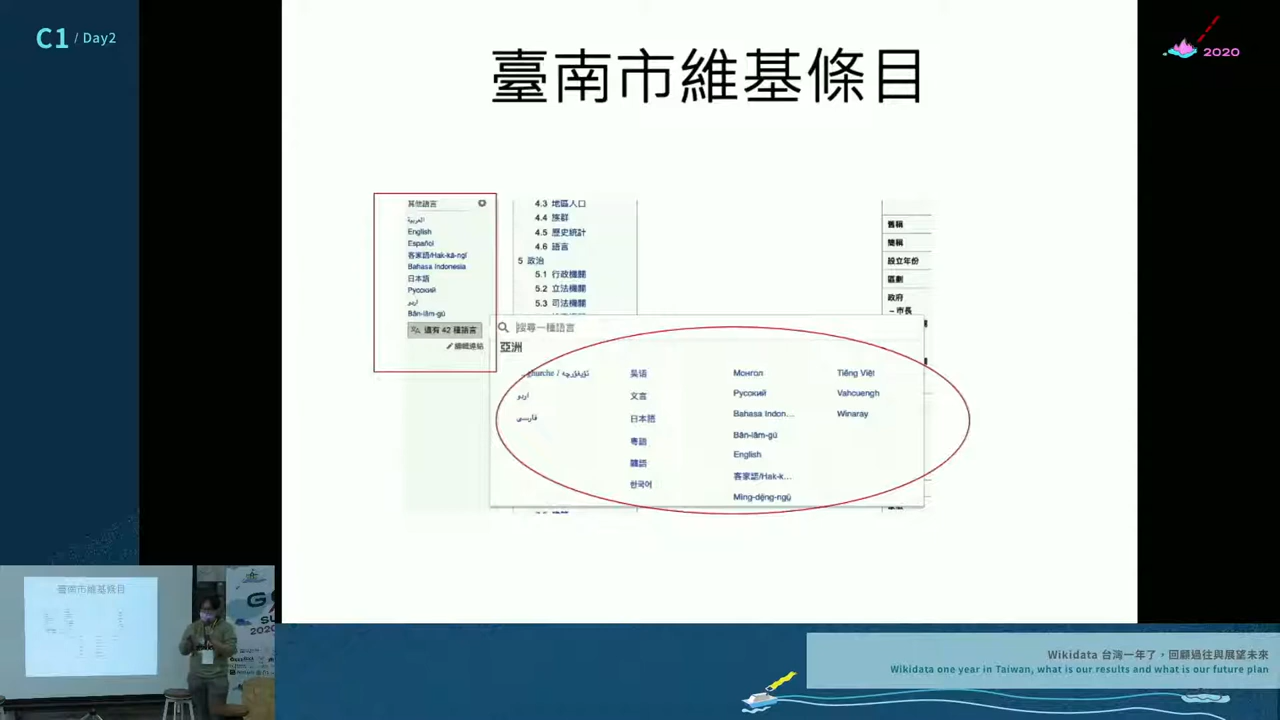 C1 / Day2
2020
臺南市維基條目
其他語言
العربية
English
Español
客家語/Hak-kâ-ngî
Bahasa Indonesia
日本語
Русский
اردو
Bân-lâm-gú
還有 42 種語言
編輯連結
4.3 地區人口
4.4 族群
4.5 歷史統計
4.6 語言
5 政治
5.1 行政機關
5.2 立法機關
5.3 司法機關
舊稱
簡稱
設立年份
區劃
政府
– 市長
搜尋一種語言
亞洲
ئۇيغۇرچە /
اردو
فارسی
吴语
文言
日本語
粵語
贛語
한국어
Монгол
Русский
Bahasa Indon...
Bân-lâm-gú
English
客家語/Hak-k...
Mìng-dĕ̤ng-ngṳ̄
Tiếng Việt
Vahcuengh
Winaray
臺南市維基條目
2020
Wikidata 台灣一年了，回顧過往與展望未來
Wikidata one year in Taiwan, what is our results and what is our future plan